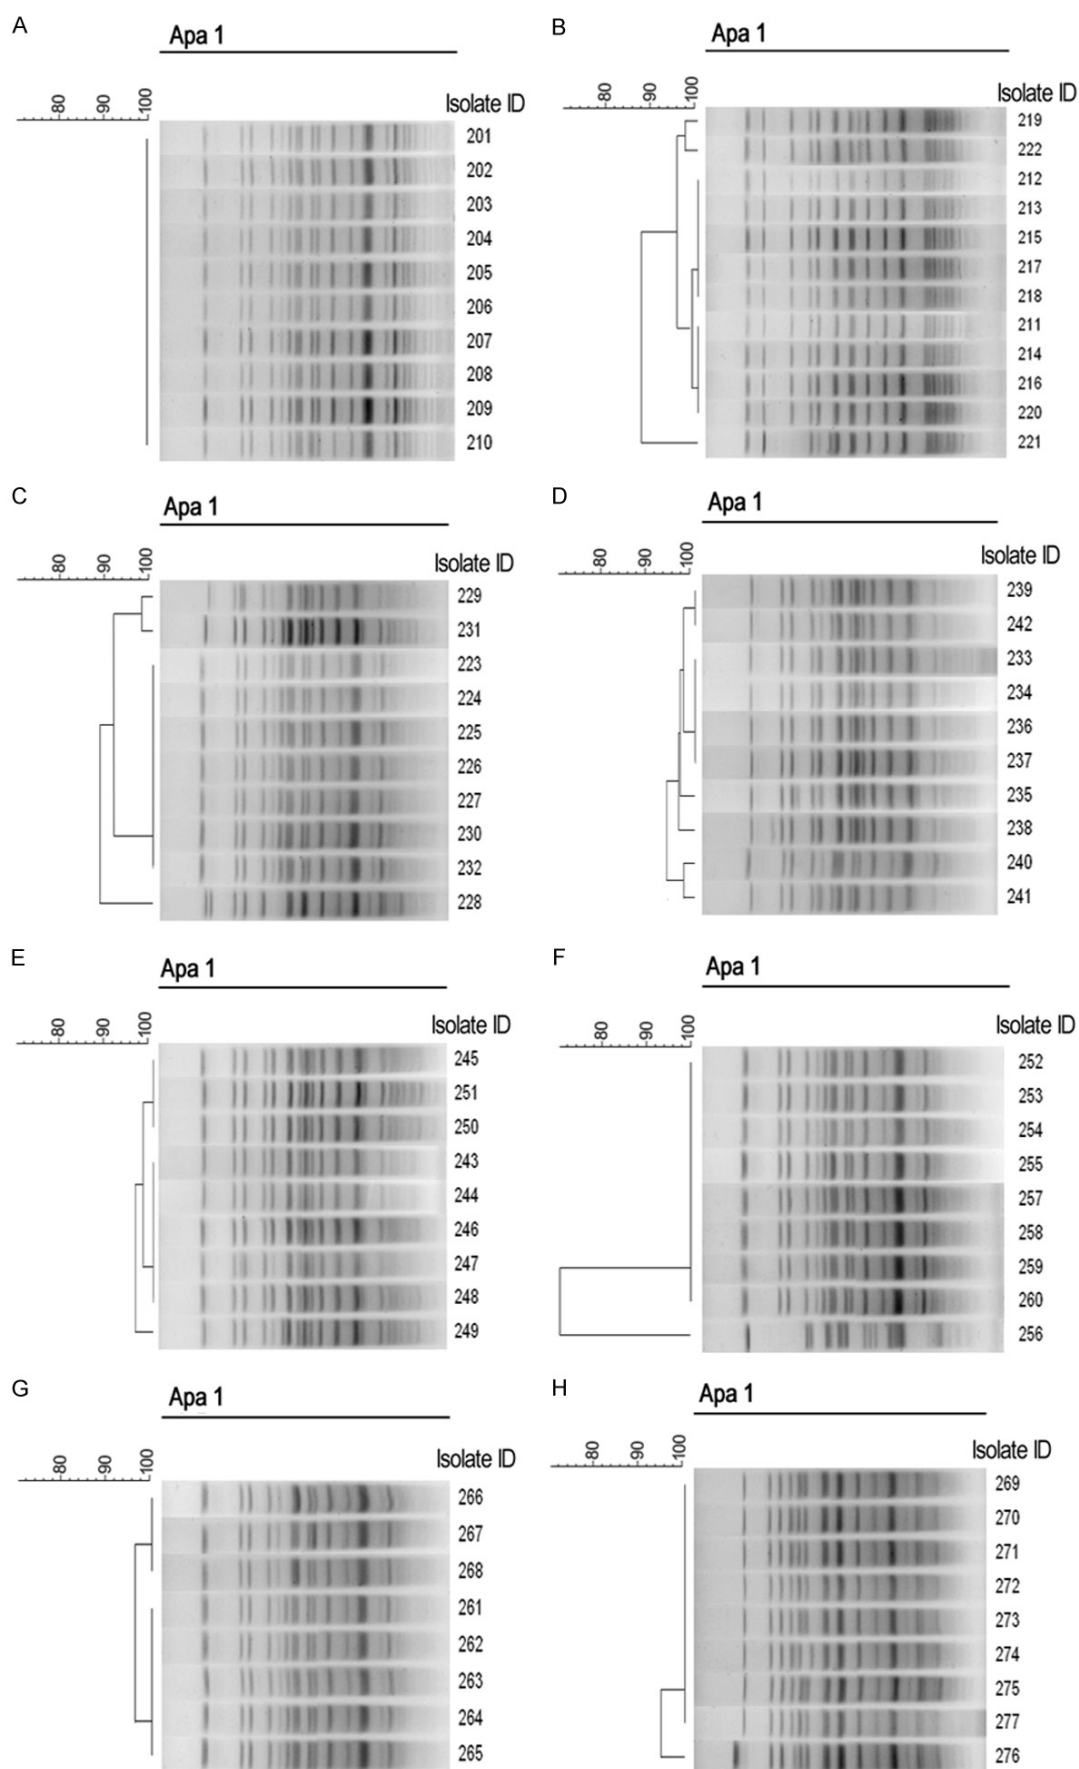 A
Apa 1
80 90 100
Isolate ID
201
202
203
204
205
206
207
208
209
210
B
Apa 1
80 90 100
Isolate ID
219
222
212
213
215
217
218
211
214
216
220
221
C
Apa 1
80 90 100
Isolate ID
229
231
223
224
225
226
227
230
232
228
D
Apa 1
80 90 100
Isolate ID
239
242
233
234
236
237
235
238
240
241
E
Apa 1
80 90 100
Isolate ID
245
251
250
243
244
246
247
248
249
F
Apa 1
80 90 100
Isolate ID
252
253
254
255
257
258
259
260
256
G
Apa 1
80 90 100
Isolate ID
266
267
268
261
262
263
264
265
H
Apa 1
80 90 100
Isolate ID
269
270
271
272
273
274
275
277
276